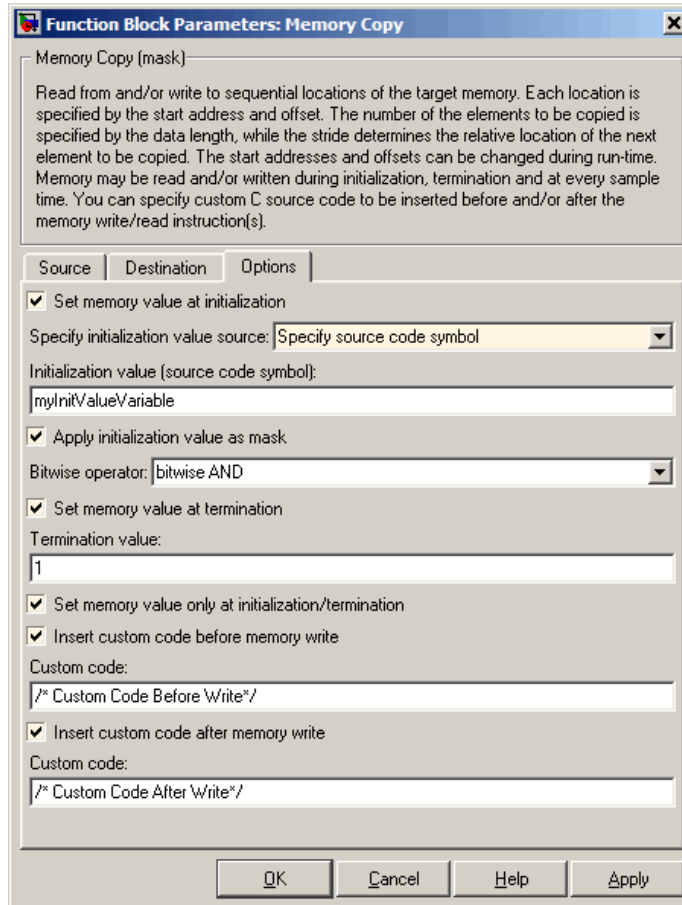 Function Block Parameters: Memory Copy
Memory Copy (mask)
Read from and/or write to sequential locations of the target memory. Each location is
specified by the start address and offset. The number of the elements to be copied is
specified by the data length, while the stride determines the relative location of the next
element to be copied. The start addresses and offsets can be changed during run-time.
Memory may be read and/or written during initialization, termination and at every sample
time. You can specify custom C source code to be inserted before and/or after the
memory write/read instruction(s).
Source Destination Options
Set memory value at initialization
Specify initialization value source: Specify source code symbol
Initialization value (source code symbol):
myInitValueVariable
Apply initialization value as mask
Bitwise operator: bitwise AND
Set memory value at termination
Termination value:
1
Set memory value only at initialization/termination
Insert custom code before memory write
Custom code:
/* Custom Code Before Write*/
Insert custom code after memory write
Custom code:
/* Custom Code After Write*/
OK Cancel Help Apply